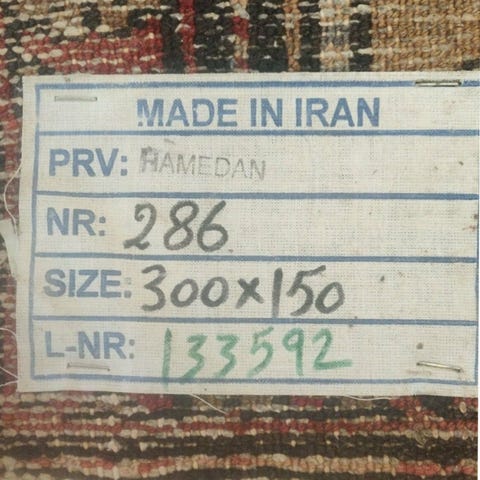 MADE IN IRAN
PRV: HAMEDAN
NR: 286
SIZE: 300x150
L-NR: 133592